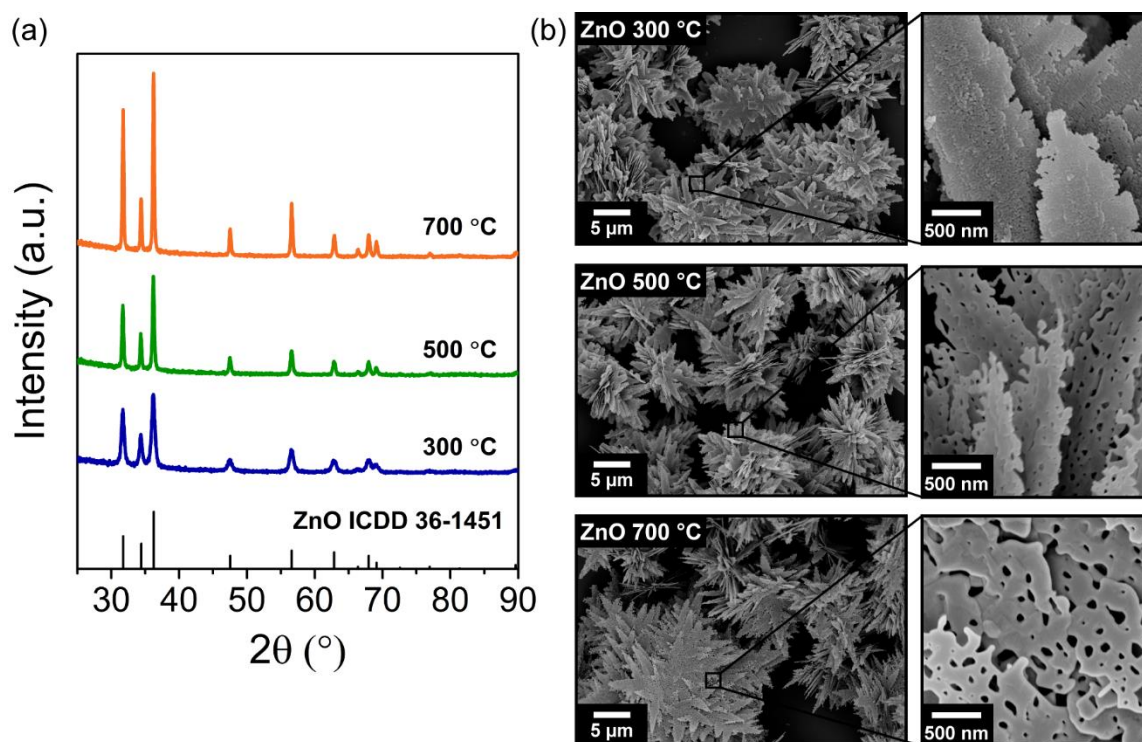 (a)
Intensity (a.u.)
700 °C
500 °C
300 °C
ZnO ICDD 36-1451
30 40 50 60 70 80 90
2θ (°)
(b)
ZnO 300 °C
5 µm
500 nm
ZnO 500 °C
5 µm
500 nm
ZnO 700 °C
5 µm
500 nm